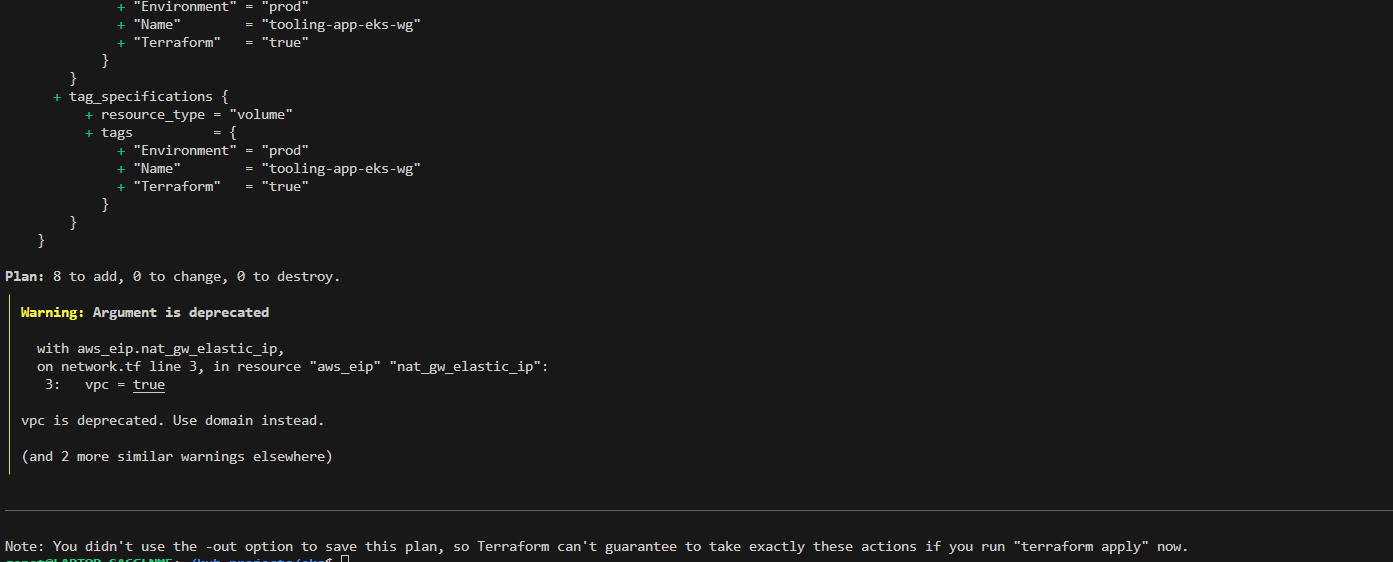 + "Environment" = "prod"
+ "Name"        = "tooling-app-eks-wg"
+ "Terraform"   = "true"
}
}
+ tag_specifications {
+ resource_type = "volume"
+ tags          = {
+ "Environment" = "prod"
+ "Name"        = "tooling-app-eks-wg"
+ "Terraform"   = "true"
}
}
}
Plan: 8 to add, 0 to change, 0 to destroy.
Warning: Argument is deprecated
with aws_eip.nat_gw_elastic_ip,
on network.tf line 3, in resource "aws_eip" "nat_gw_elastic_ip":
3:   vpc = true
vpc is deprecated. Use domain instead.
(and 2 more similar warnings elsewhere)
Note: You didn't use the -out option to save this plan, so Terraform can't guarantee to take exactly these actions if you run "terraform apply" now.